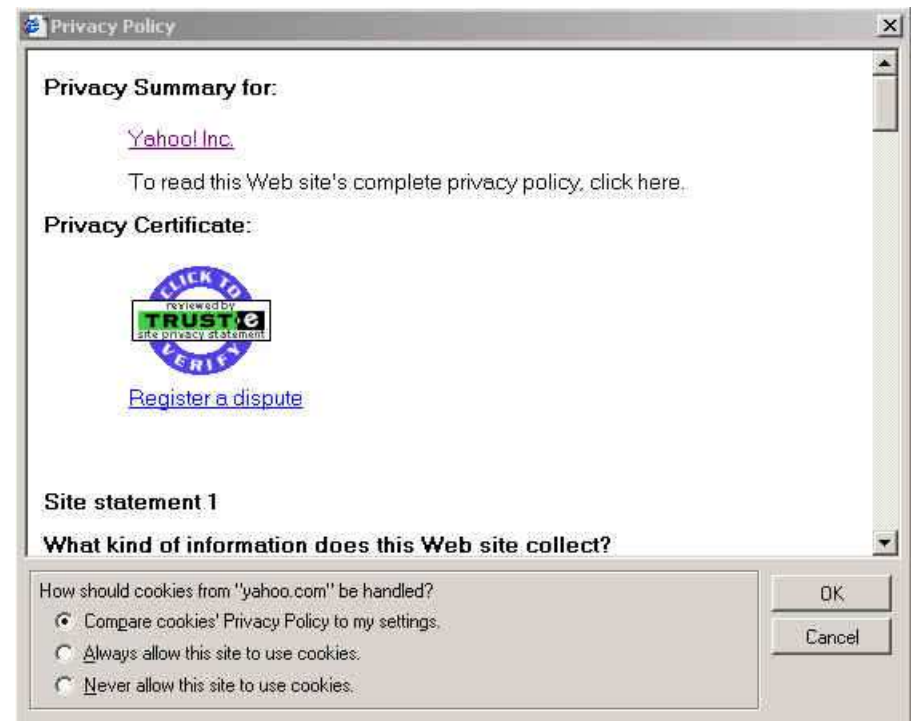 Privacy Policy
Privacy Summary for:
Yahoo! Inc.
To read this Web site's complete privacy policy, click here.
Privacy Certificate:
CLICK TO
reviewed by
TRUST e
site privacy statement
VERIFY
Register a dispute
Site statement 1
What kind of information does this Web site collect?
How should cookies from "yahoo.com" be handled?
Compare cookies' Privacy Policy to my settings.
Always allow this site to use cookies.
Never allow this site to use cookies.
OK
Cancel